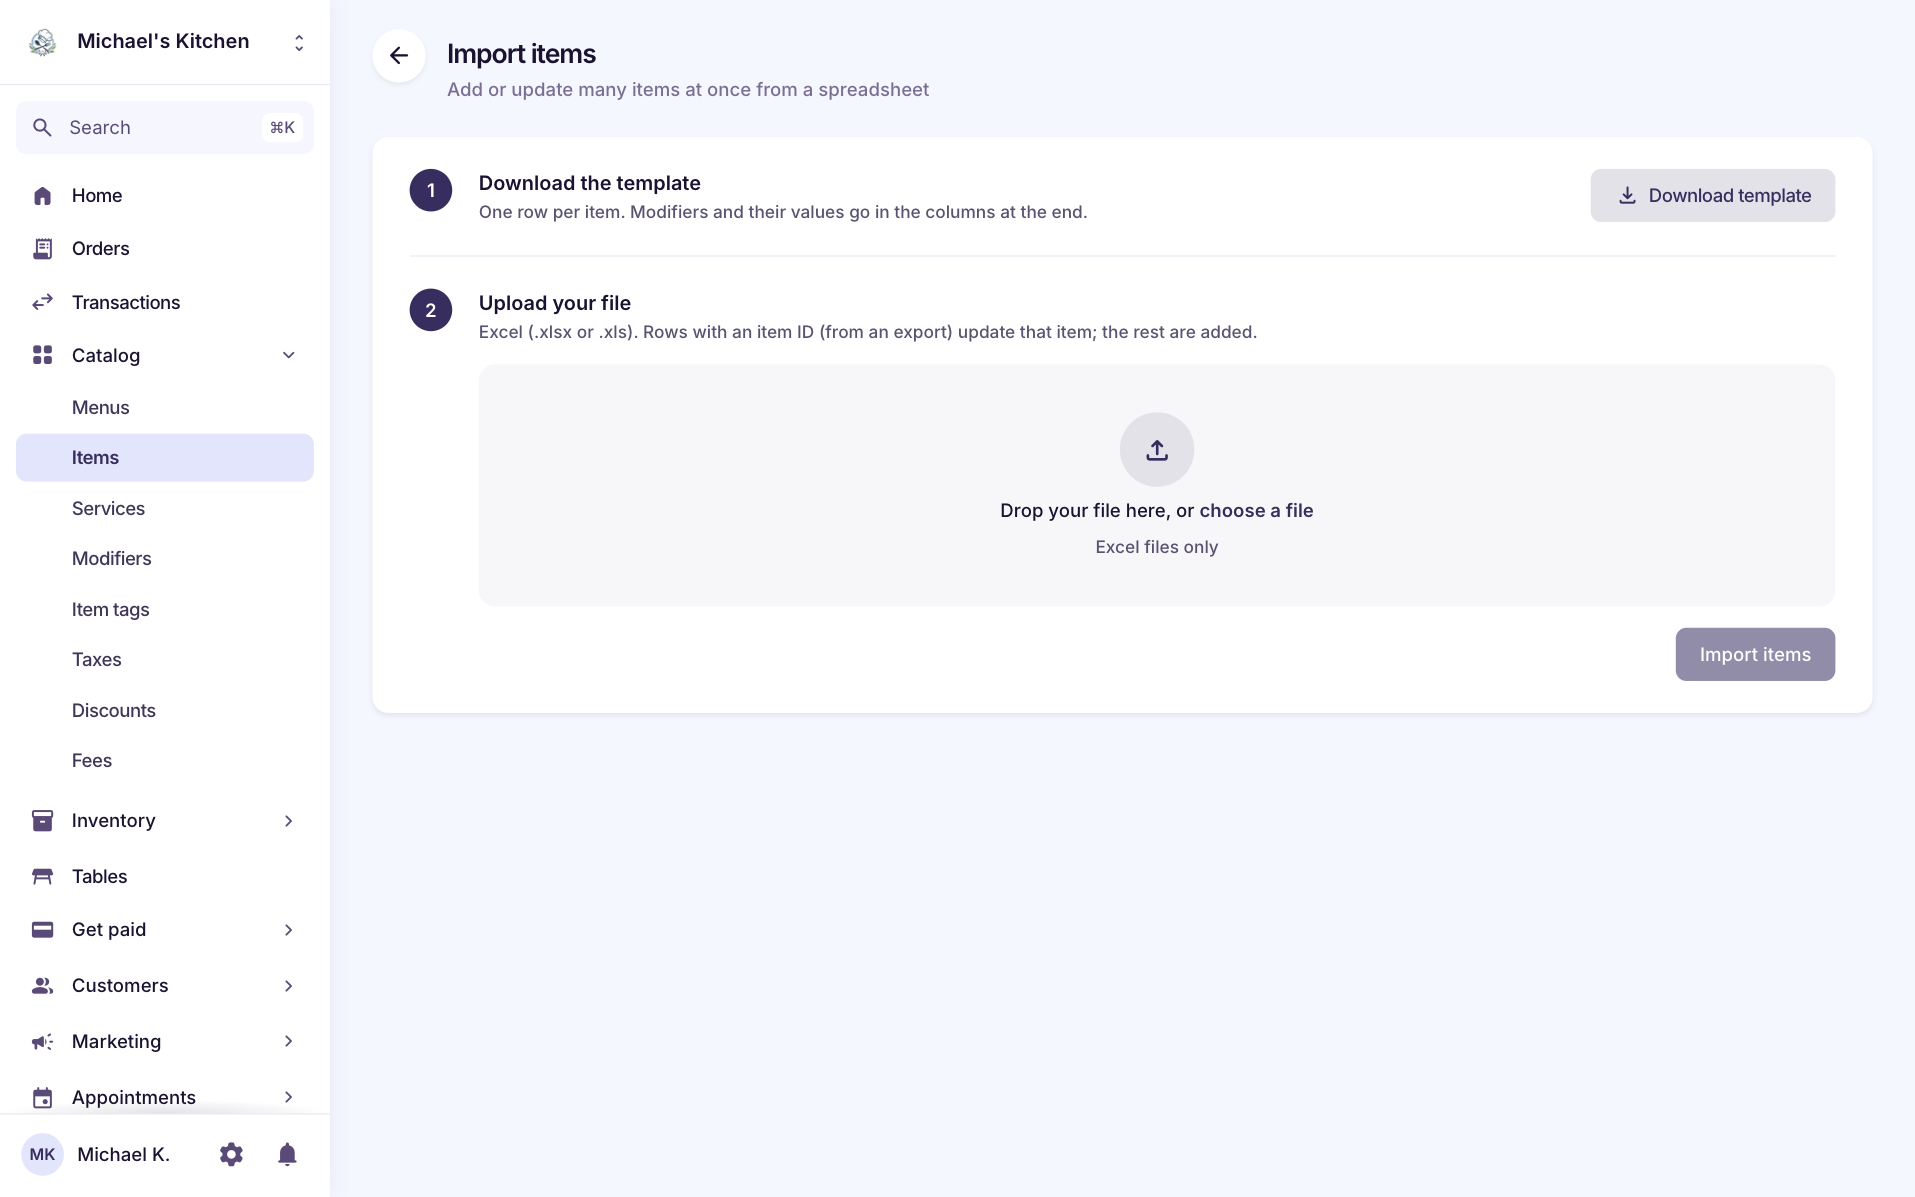 Michael's Kitchen
Search
⌘K
Home
Orders
Transactions
Catalog
Menus
Items
Services
Modifiers
Item tags
Taxes
Discounts
Fees
Inventory
Tables
Get paid
Customers
Marketing
Appointments
MK
Michael K.
Import items
Add or update many items at once from a spreadsheet
1
Download the template
One row per item. Modifiers and their values go in the columns at the end.
Download template
2
Upload your file
Excel (.xlsx or .xls). Rows with an item ID (from an export) update that item; the rest are added.
Drop your file here, or choose a file
Excel files only
Import items